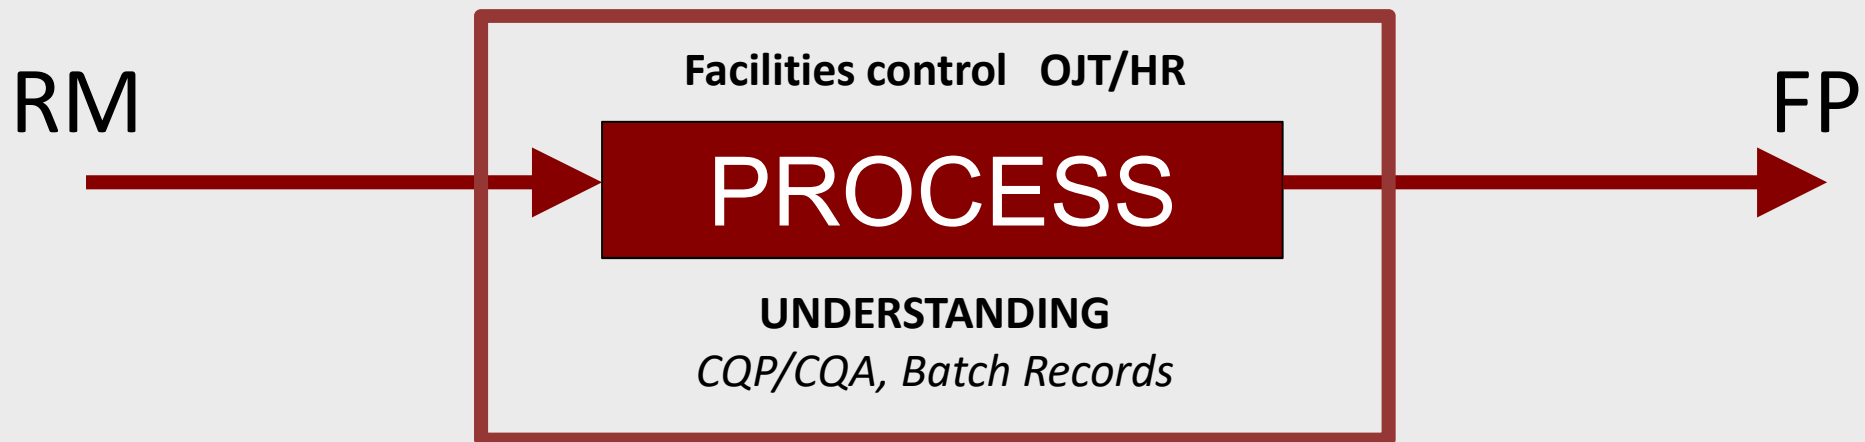 RM
Facilities control OJT/HR
FP
PROCESS
UNDERSTANDING
CQP/CQA, Batch Records